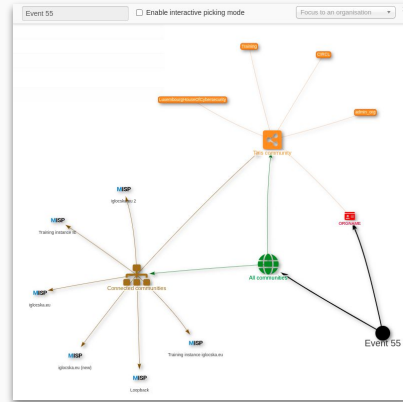 Event 55
Enable interactive picking mode
Focus to an organisation
Training
CIRCL
admin_org
This community
ORGNAME
MISP
iglocska.eu 2
MISP
Training instance III
MISP
iglocska.eu
Connected communities
All communities
MISP
iglocska.eu (new)
MISP
Training instance iglocska.eu
MISP
Loopback
Event 55